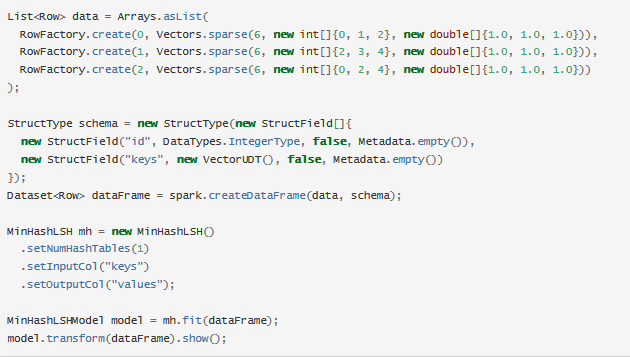 List<Row> data = Arrays.asList(
  RowFactory.create(0, Vectors.sparse(6, new int[]{0, 1, 2}, new double[]{1.0, 1.0, 1.0})),
  RowFactory.create(1, Vectors.sparse(6, new int[]{2, 3, 4}, new double[]{1.0, 1.0, 1.0})),
  RowFactory.create(2, Vectors.sparse(6, new int[]{0, 2, 4}, new double[]{1.0, 1.0, 1.0}))
);

StructType schema = new StructType(new StructField[]{
  new StructField("id", DataTypes.IntegerType, false, Metadata.empty()),
  new StructField("keys", new VectorUDT(), false, Metadata.empty())
});
Dataset<Row> dataFrame = spark.createDataFrame(data, schema);

MinHashLSH mh = new MinHashLSH()
  .setNumHashTables(1)
  .setInputCol("keys")
  .setOutputCol("values");

MinHashLSHModel model = mh.fit(dataFrame);
model.transform(dataFrame).show();